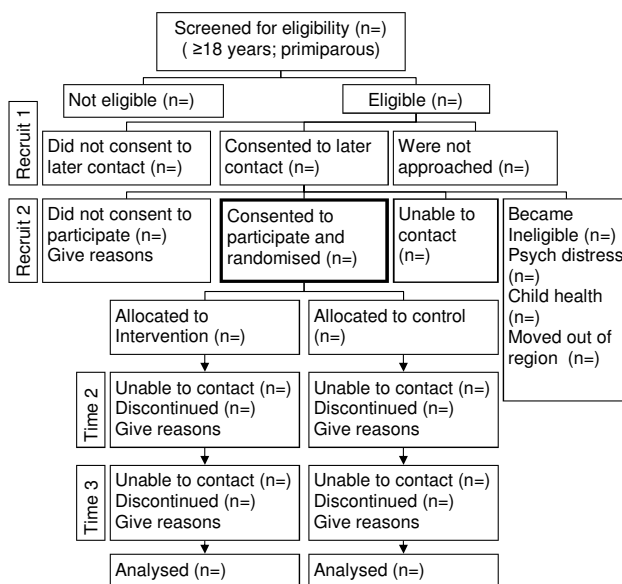 Screened for eligibility (n=)
( ≥18 years; primiparous)
Not eligible (n=)
Eligible (n=)
Recruit 1
Did not consent to
later contact (n=)
Consented to later
contact (n=)
Were not
approached (n=)
Recruit 2
Did not consent to
participate (n=)
Give reasons
Consented to
participate and
randomised (n=)
Unable to
contact
(n=)
Became
Ineligible (n=)
Psych distress
(n=)
Child health
(n=)
Moved out of
region (n=)
Allocated to
Intervention (n=)
Allocated to control
(n=)
Time 2
Unable to contact (n=)
Discontinued (n=)
Give reasons
Unable to contact (n=)
Discontinued (n=)
Give reasons
Time 3
Unable to contact (n=)
Discontinued (n=)
Give reasons
Unable to contact (n=)
Discontinued (n=)
Give reasons
Analysed (n=)
Analysed (n=)